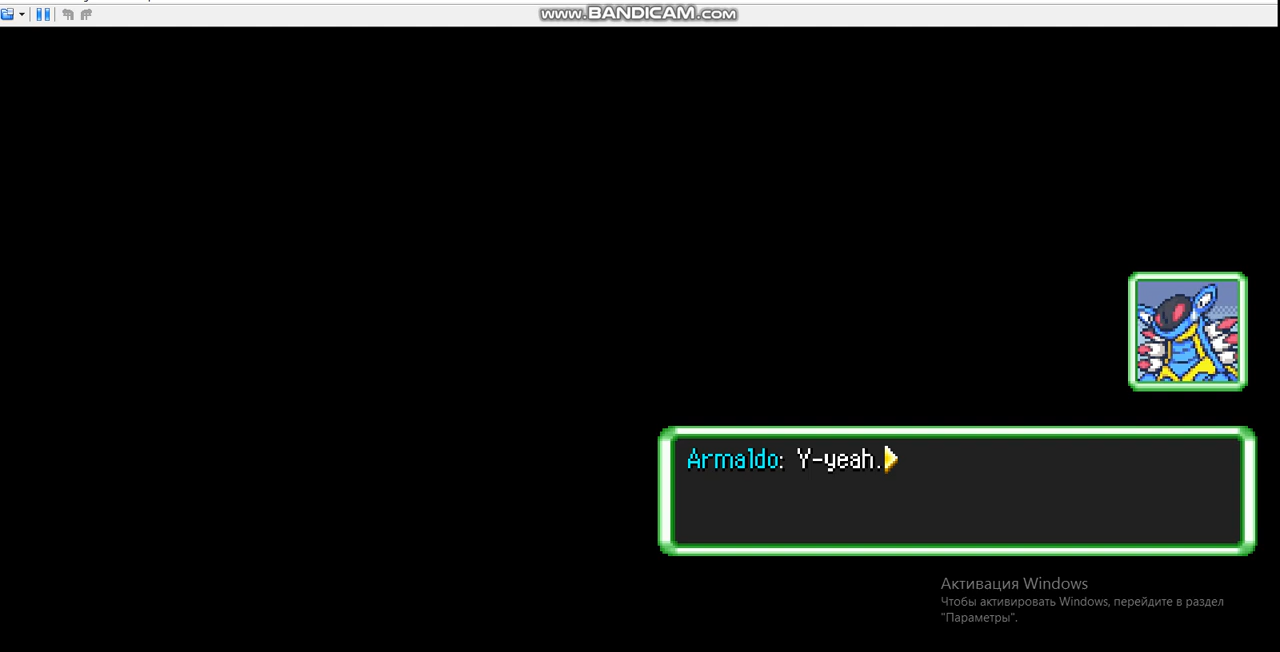 www.BANDICAM.com
Armaldo: Y-yeah.
Активация Windows
Чтобы активировать Windows, перейдите в раздел
"Параметры".